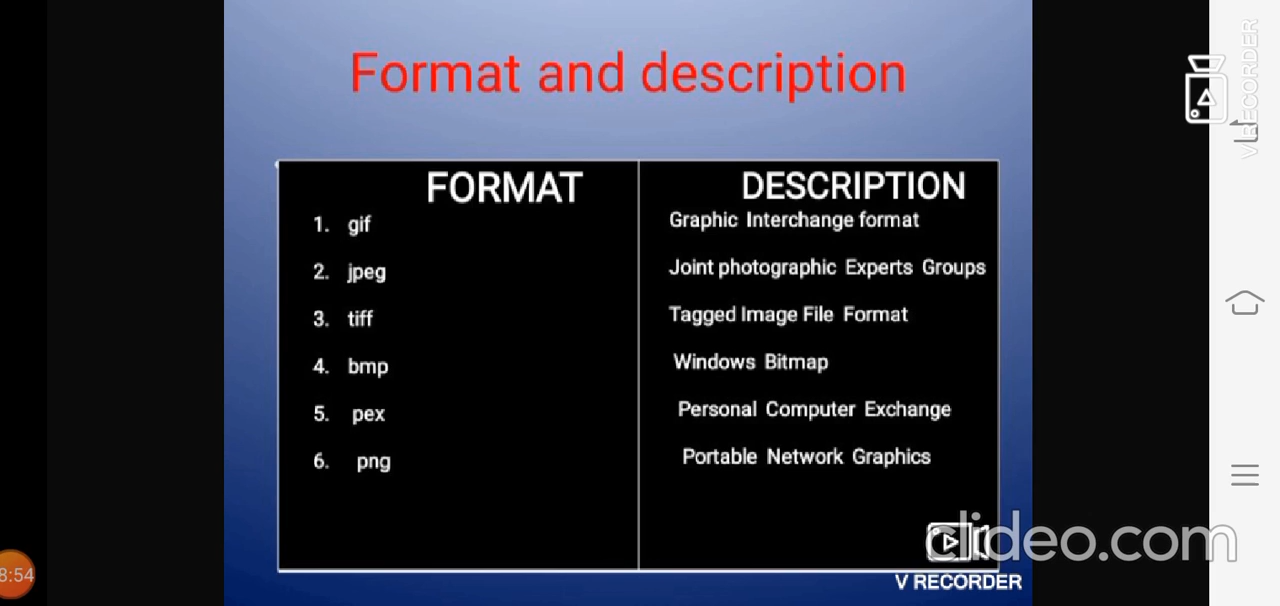 Format and description
FORMAT
DESCRIPTION
1. gif
Graphic Interchange format
2. jpeg
Joint photographic Experts Groups
3. tiff
Tagged Image File Format
4. bmp
Windows Bitmap
5. pex
Personal Computer Exchange
6. png
Portable Network Graphics
clideo.com
V RECORDER
V RECORDER
8:54